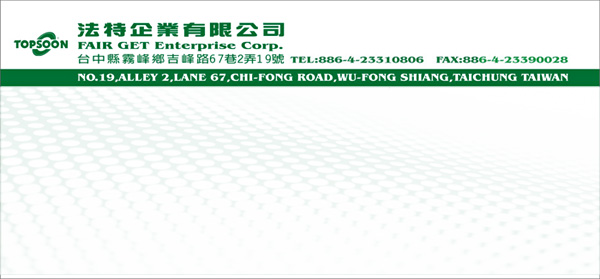 TOPSOON
法特企業有限公司
FAIR GET Enterprise Corp.
台中縣霧峰鄉吉峰路67巷2弄19號 TEL:886-4-23310806 FAX:886-4-23390028
NO.19,ALLEY 2,LANE 67,CHI-FONG ROAD,WU-FONG SHIANG,TAICHUNG TAIWAN